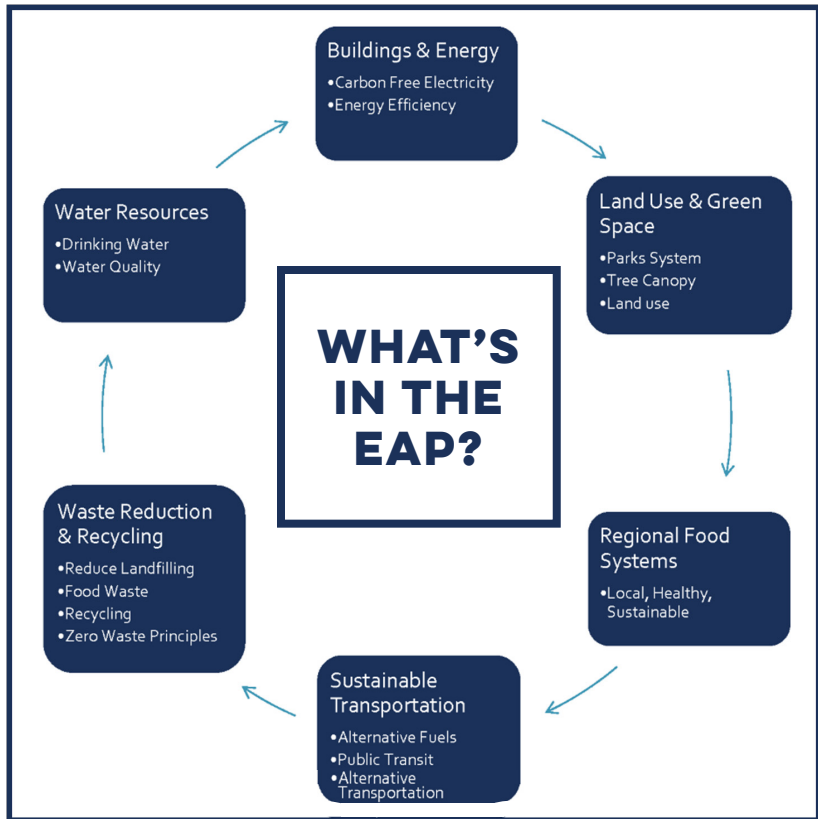 Buildings & Energy
•Carbon Free Electricity
•Energy Efficiency
Land Use & Green
Space
•Parks System
•Tree Canopy
•Land use
Regional Food
Systems
•Local, Healthy,
Sustainable
Sustainable
Transportation
•Alternative Fuels
•Public Transit
•Alternative
Transportation
Waste Reduction
& Recycling
•Reduce Landfilling
•Food Waste
•Recycling
•Zero Waste Principles
Water Resources
•Drinking Water
•Water Quality
WHAT'S
IN THE
EAP?